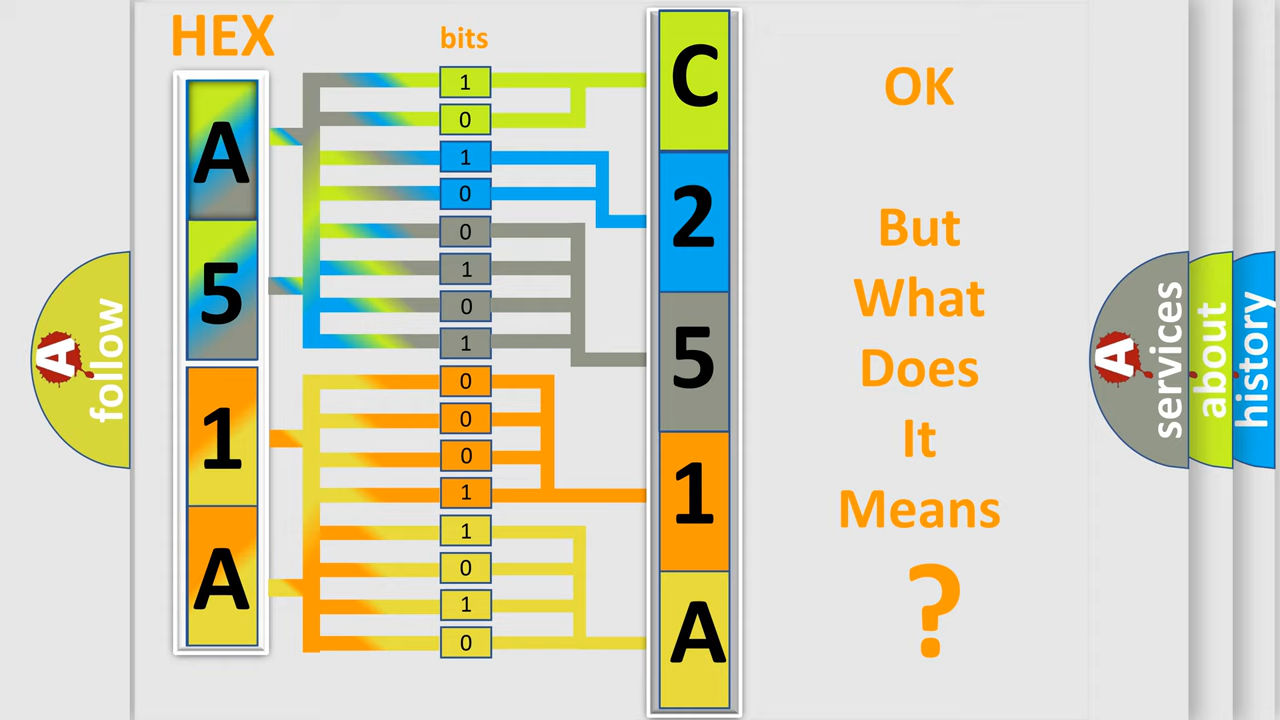 HEX
bits
A
5
1
A
1
0
1
0
0
1
0
1
0
0
0
1
1
0
1
0
C
2
5
1
A
OK
But
What
Does
It
Means
?
A
follow
A
services
about
history